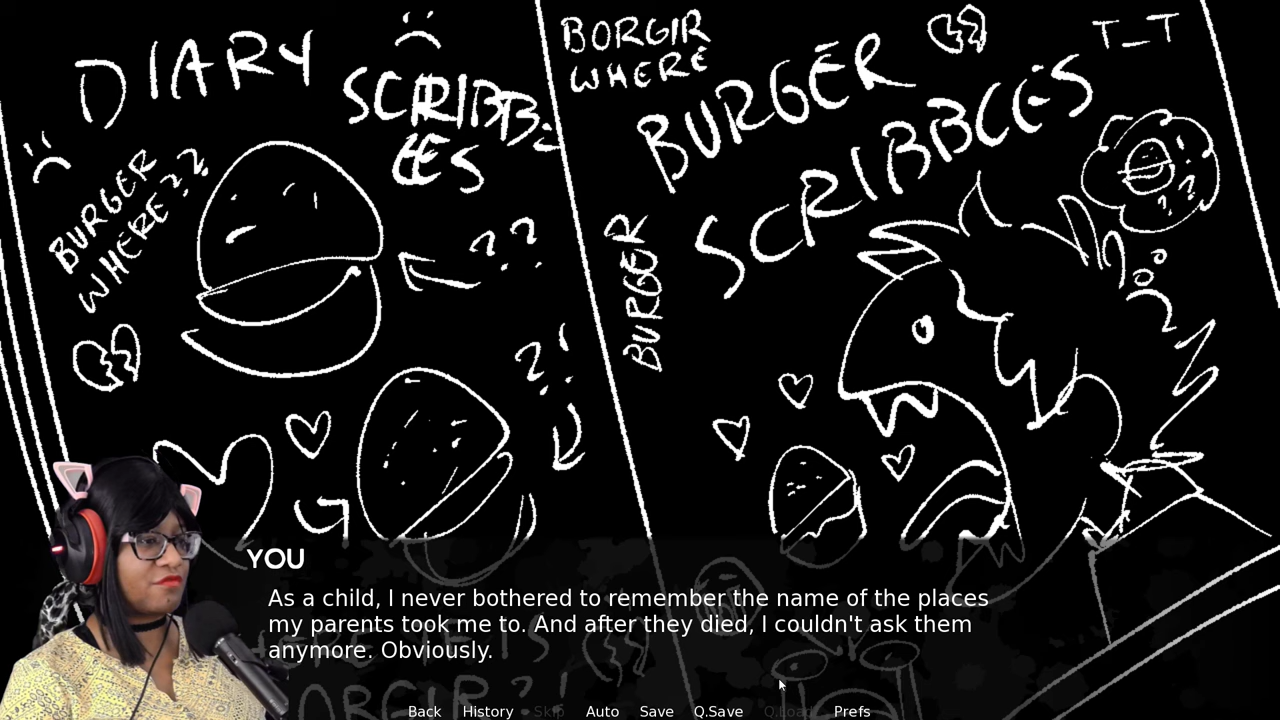 DIARY
SCRIBB
LES
BURGER
WHERE??
??
?!
BORGIR
WHERE
BURGER
SCRIBBLES
T_T
BURGER
!
??
YOU
As a child, I never bothered to remember the name of the places
my parents took me to. And after they died, I couldn't ask them
anymore. Obviously.
Back History Skip Auto Save Q.Save Q.Load Prefs